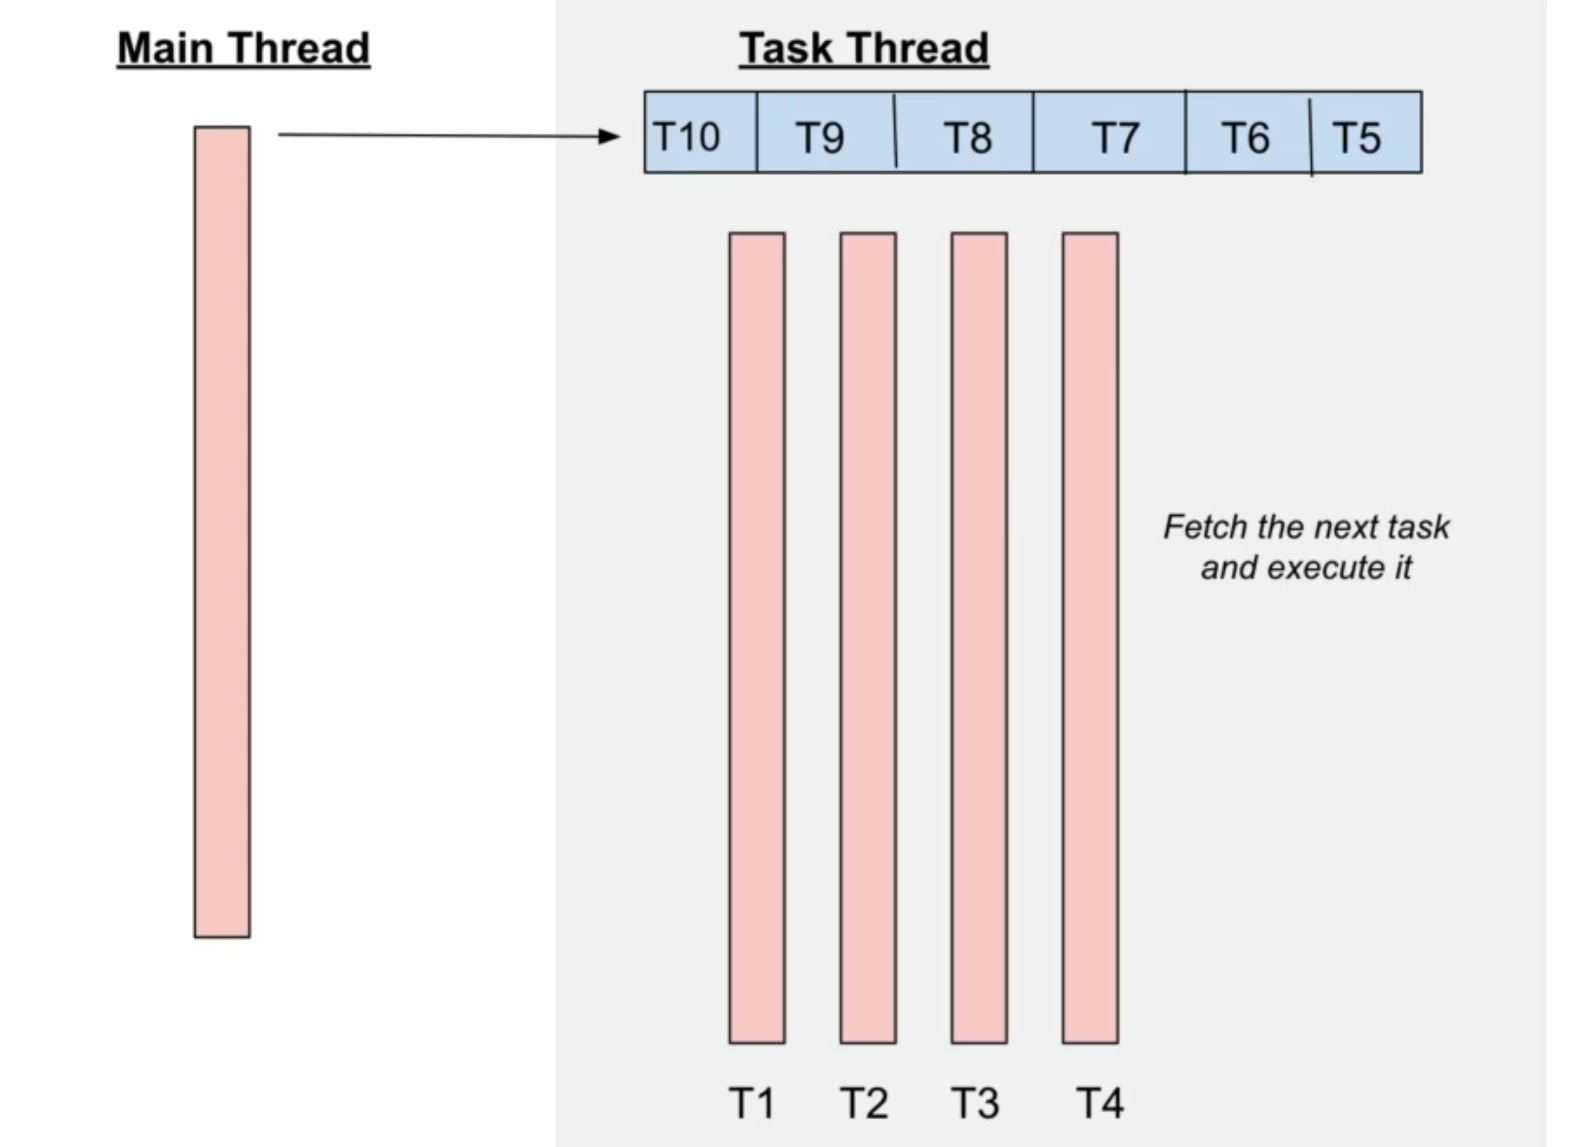 Main Thread
Task Thread
T10 T9 T8 T7 T6 T5
Fetch the next task
and execute it
T1 T2 T3 T4